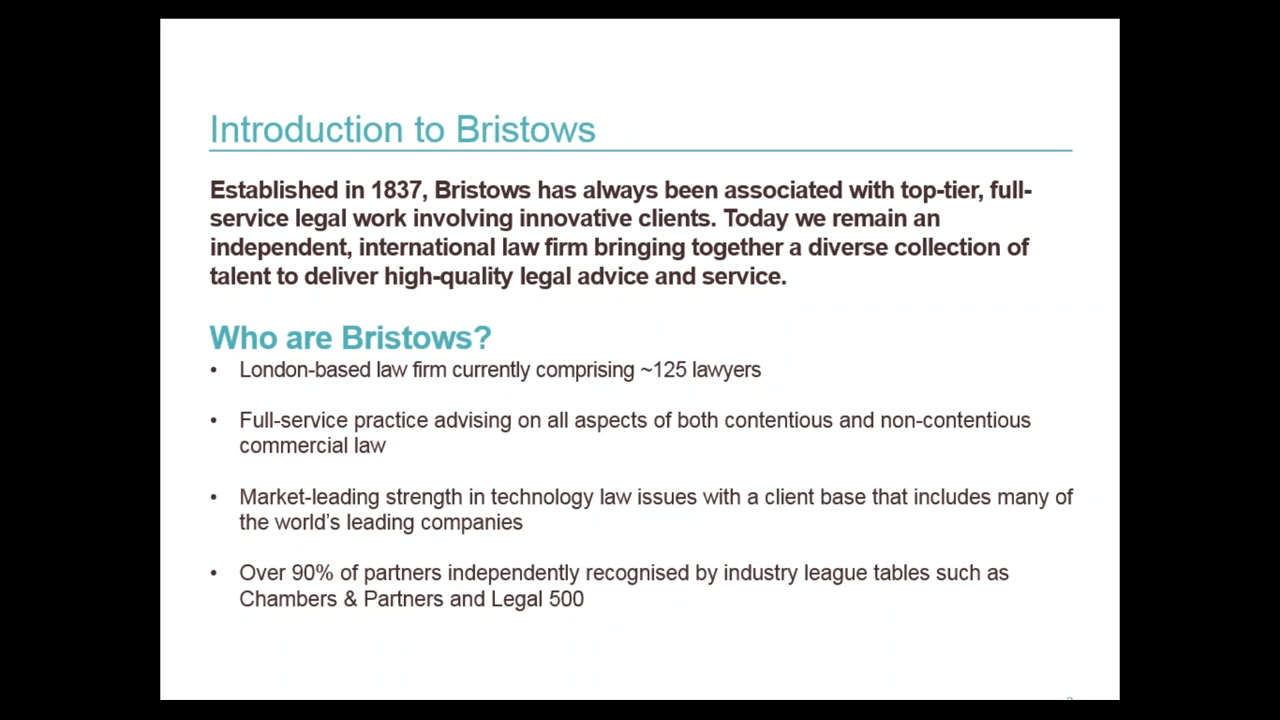 Introduction to Bristows
Established in 1837, Bristows has always been associated with top-tier, full-
service legal work involving innovative clients. Today we remain an
independent, international law firm bringing together a diverse collection of
talent to deliver high-quality legal advice and service.
Who are Bristows?
• London-based law firm currently comprising ~125 lawyers
• Full-service practice advising on all aspects of both contentious and non-contentious
commercial law
• Market-leading strength in technology law issues with a client base that includes many of
the world's leading companies
• Over 90% of partners independently recognised by industry league tables such as
Chambers & Partners and Legal 500